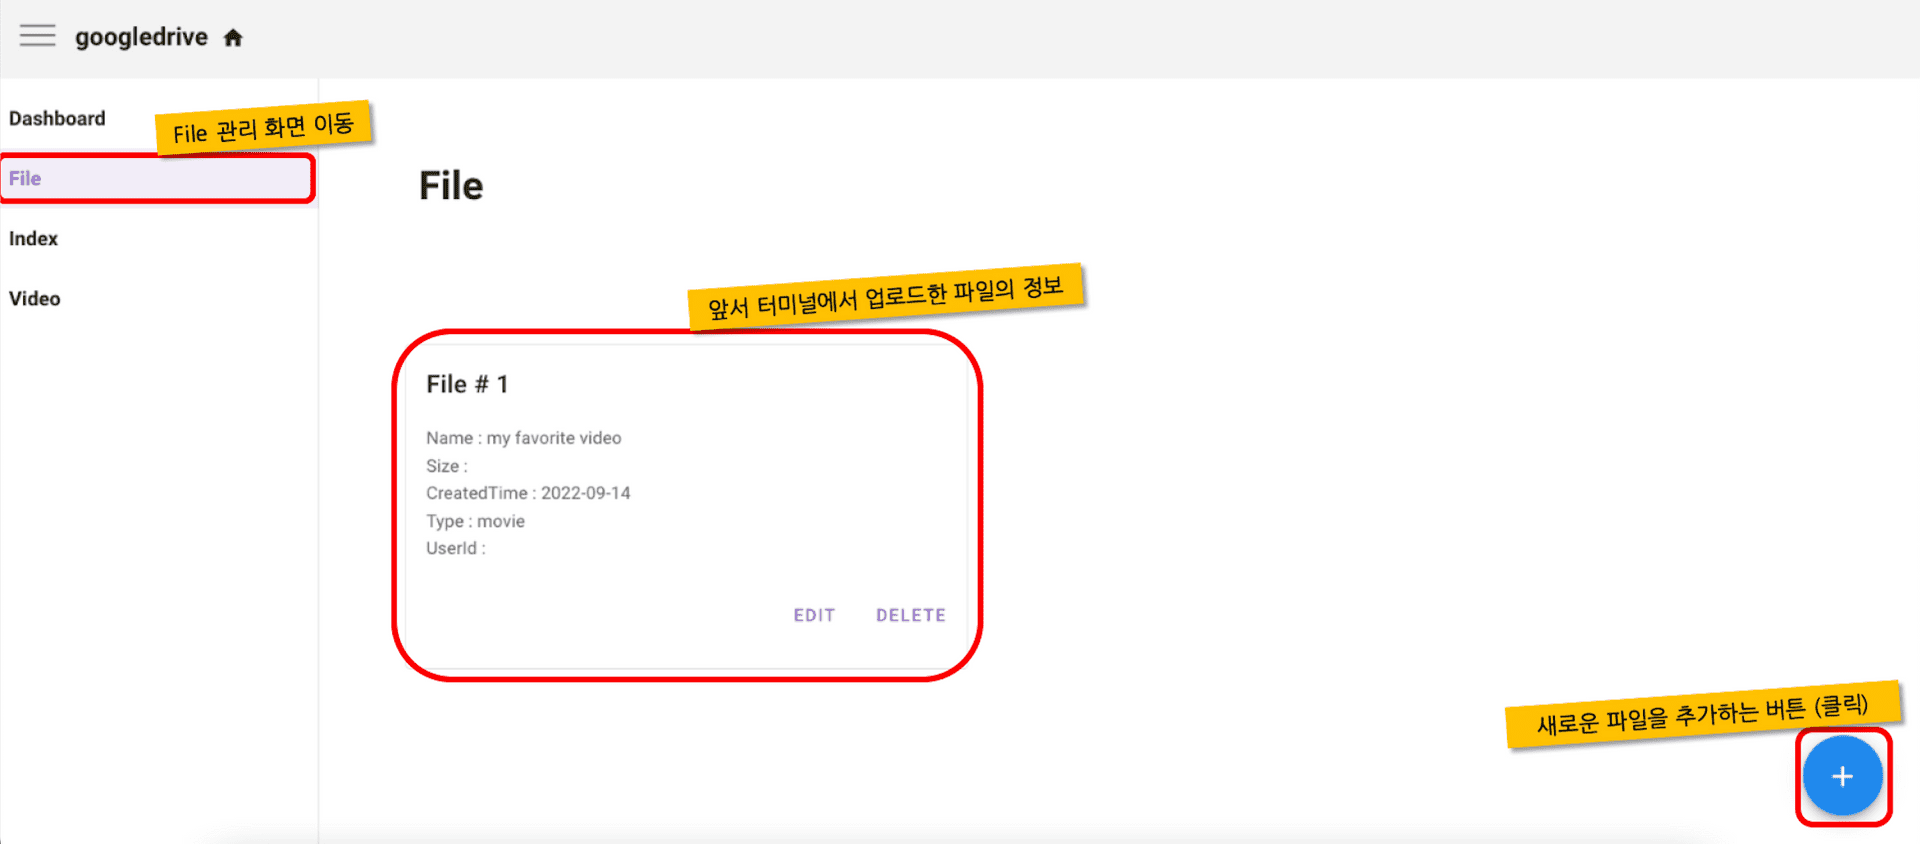 googledrive
Dashboard
File 관리 화면 이동
File
Index
Video
File
앞서 터미널에서 업로드한 파일의 정보
File # 1
Name : my favorite video
Size :
CreatedTime : 2022-09-14
Type : movie
UserId :
EDIT DELETE
새로운 파일을 추가하는 버튼 (클릭)
+